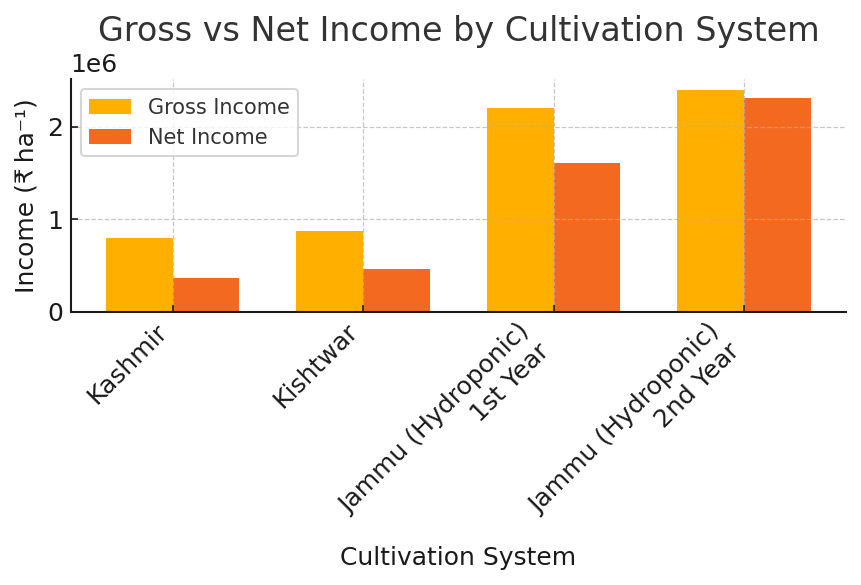 Gross vs Net Income by Cultivation System
1e6
Gross Income
Net Income
Income (₹ ha⁻¹)
2
1
0
Kashmir
Kishtwar
Jammu (Hydroponic)
1st Year
Jammu (Hydroponic)
2nd Year
Cultivation System